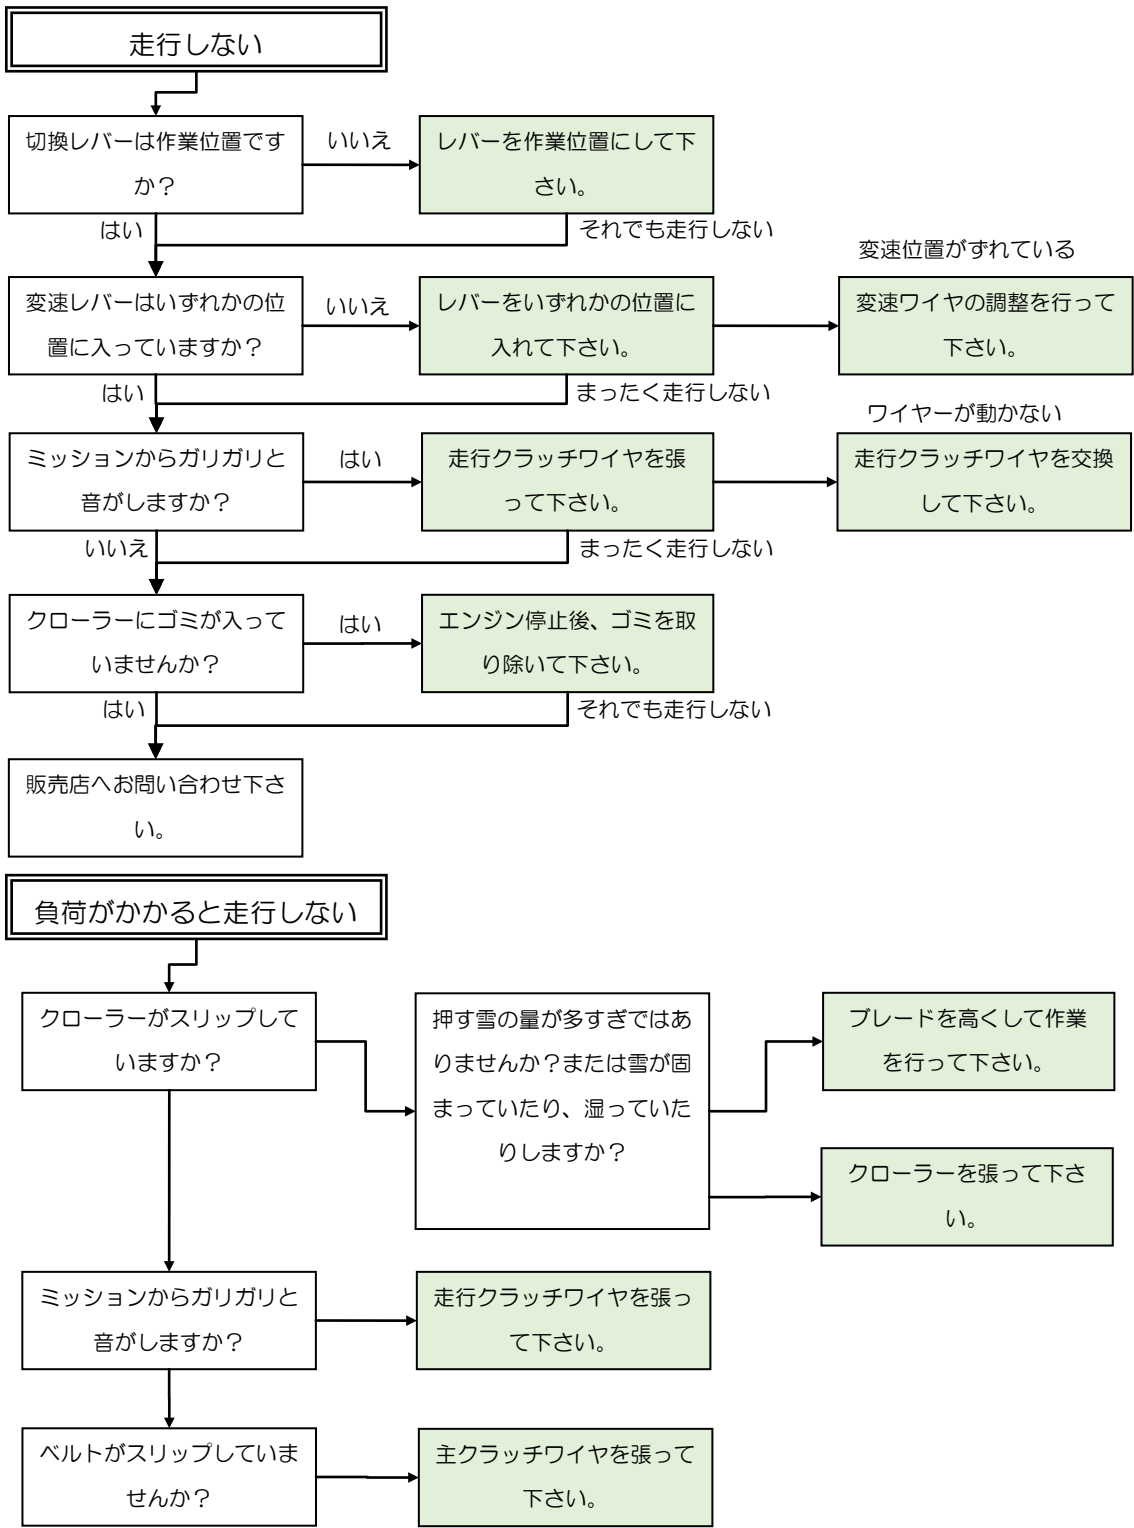 走行しない
切換レバーは作業位置です
か？
いいえ
レバーを作業位置にして下
さい。
はい
それでも走行しない
変速位置がずれている
変速レバーはいずれかの位
置に入っていますか？
いいえ
レバーをいずれかの位置に
入れて下さい。
変速ワイヤの調整を行って
下さい。
はい
まったく走行しない
ワイヤーが動かない
ミッションからガリガリと
音がしますか？
はい
走行クラッチワイヤを張
って下さい。
走行クラッチワイヤを交換
して下さい。
いいえ
まったく走行しない
クローラーにゴミが入って
いませんか？
はい
エンジン停止後、ゴミを取
り除いて下さい。
はい
それでも走行しない
販売店へお問い合わせ下さ
い。
負荷がかかると走行しない
クローラーがスリップして
いますか？
押す雪の量が多すぎではあ
りませんか？または雪が固
まっていたり、湿っていた
りしますか？
ブレードを高くして作業
を行って下さい。
クローラーを張って下さ
い。
ミッションからガリガリと
音がしますか？
走行クラッチワイヤを張っ
て下さい。
ベルトがスリップしていま
せんか？
主クラッチワイヤを張って
下さい。